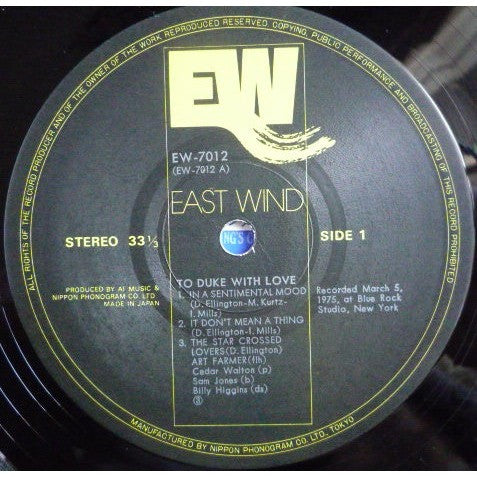 ALL RIGHTS OF THE RECORD PRODUCER AND OF THE OWNER OF THE WORK REPRODUCED RESERVED. COPYING, PUBLIC PERFORMANCE AND BROADCASTING OF THIS RECORD PROHIBITED
EW
EW-7012
(EW-7012 A)
EAST WIND
STEREO 33 1/3
SIDE 1
TO DUKE WITH LOVE
PRODUCED BY AI MUSIC &
NIPPON PHONOGRAM CO. LTD
MADE IN JAPAN
1. IN A SENTIMENTAL MOOD
(D. Ellington-M. Kurtz-
I. Mills)
2. IT DON'T MEAN A THING
(D. Ellington-I. Mills)
3. THE STAR CROSSED
LOVERS(D. Ellington)
ART FARMER(flh)
Cedar Walton (p)
Sam Jones (b)
Billy Higgins (ds)
Recorded March 5,
1975, at Blue Rock
Studio, New York
MANUFACTURED BY NIPPON PHONOGRAM CO., LTD., TOKYO